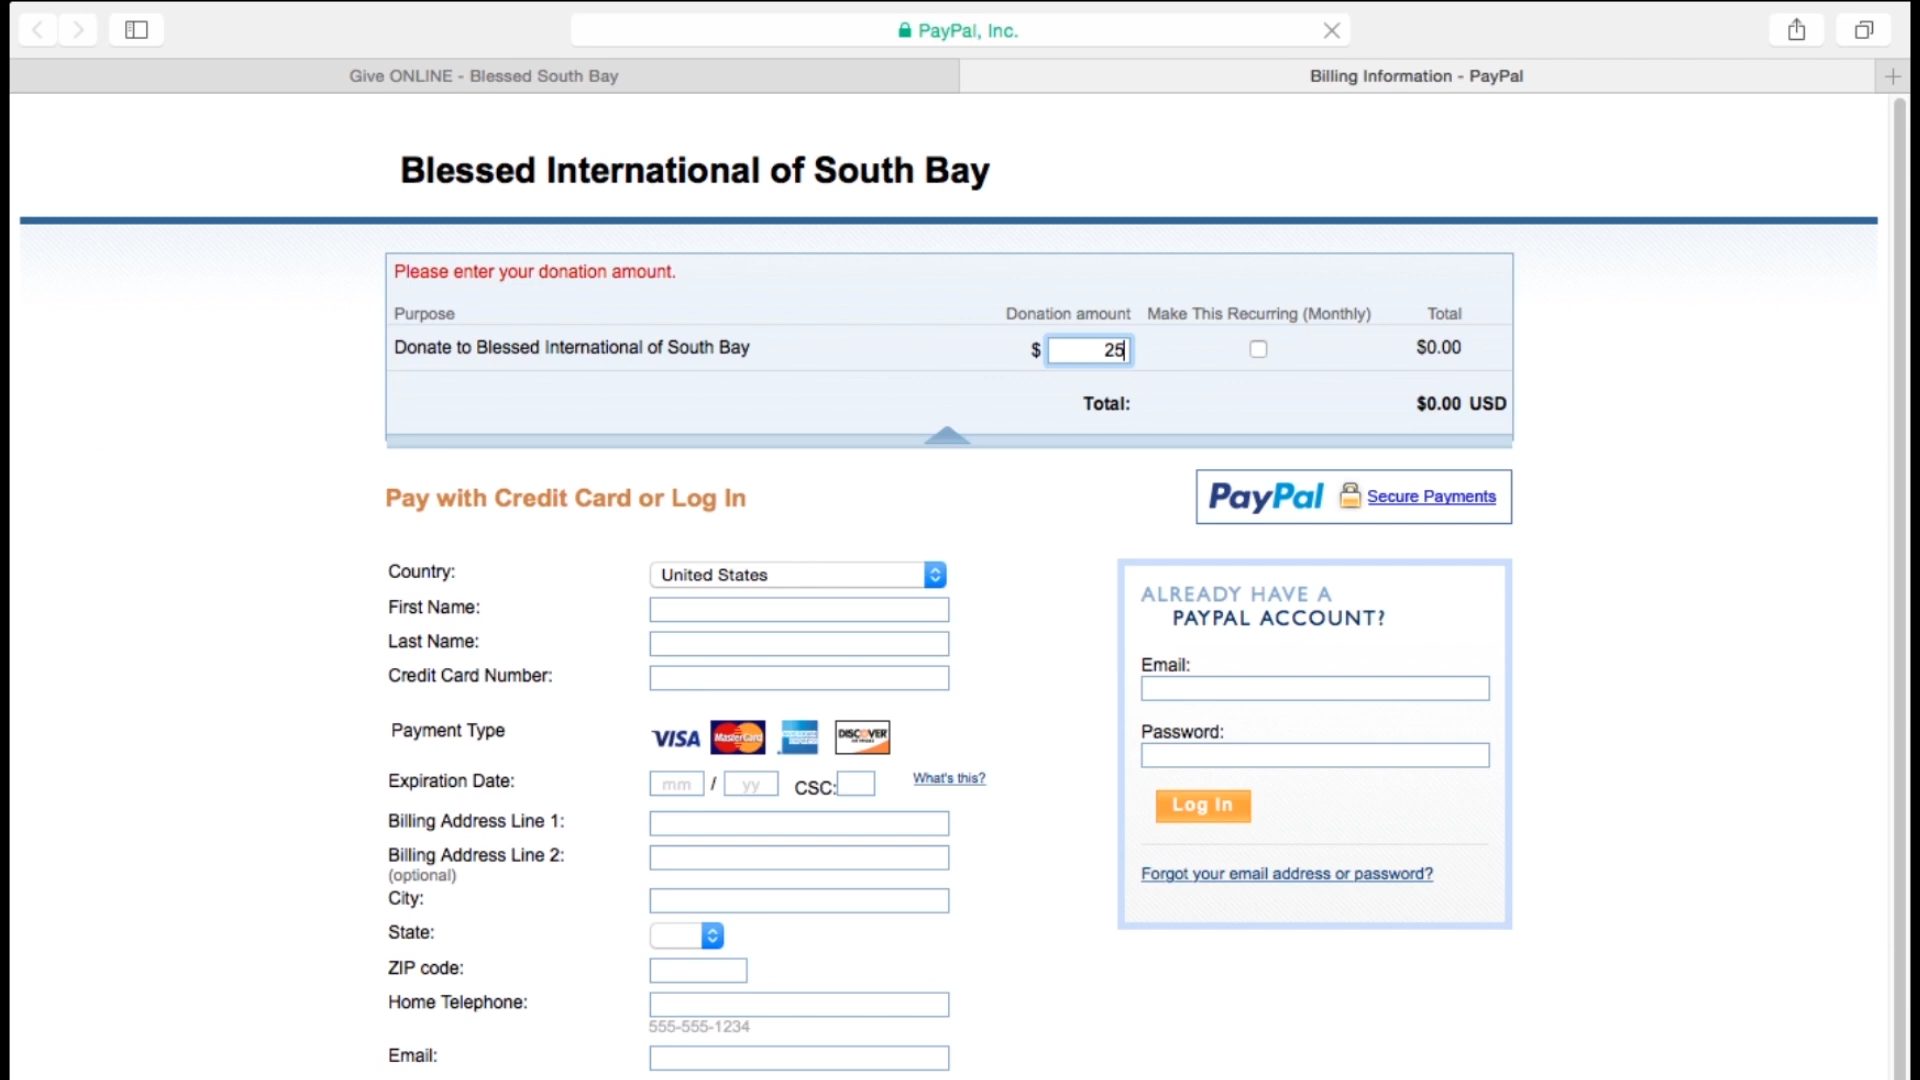 PayPal, Inc.
Give ONLINE - Blessed South Bay
Billing Information - PayPal
Blessed International of South Bay
Please enter your donation amount.
Purpose Donation amount Make This Recurring (Monthly) Total
Donate to Blessed International of South Bay $ 25 $0.00
Total: $0.00 USD
Pay with Credit Card or Log In
PayPal Secure Payments
Country: United States
First Name:
Last Name:
Credit Card Number:
Payment Type VISA MasterCard DISCOVER
Expiration Date: mm / yy CSC: What's this?
Billing Address Line 1:
Billing Address Line 2:
(optional)
City:
State:
ZIP code:
Home Telephone:
555-555-1234
Email:
ALREADY HAVE A
PAYPAL ACCOUNT?
Email:
Password:
Log In
Forgot your email address or password?